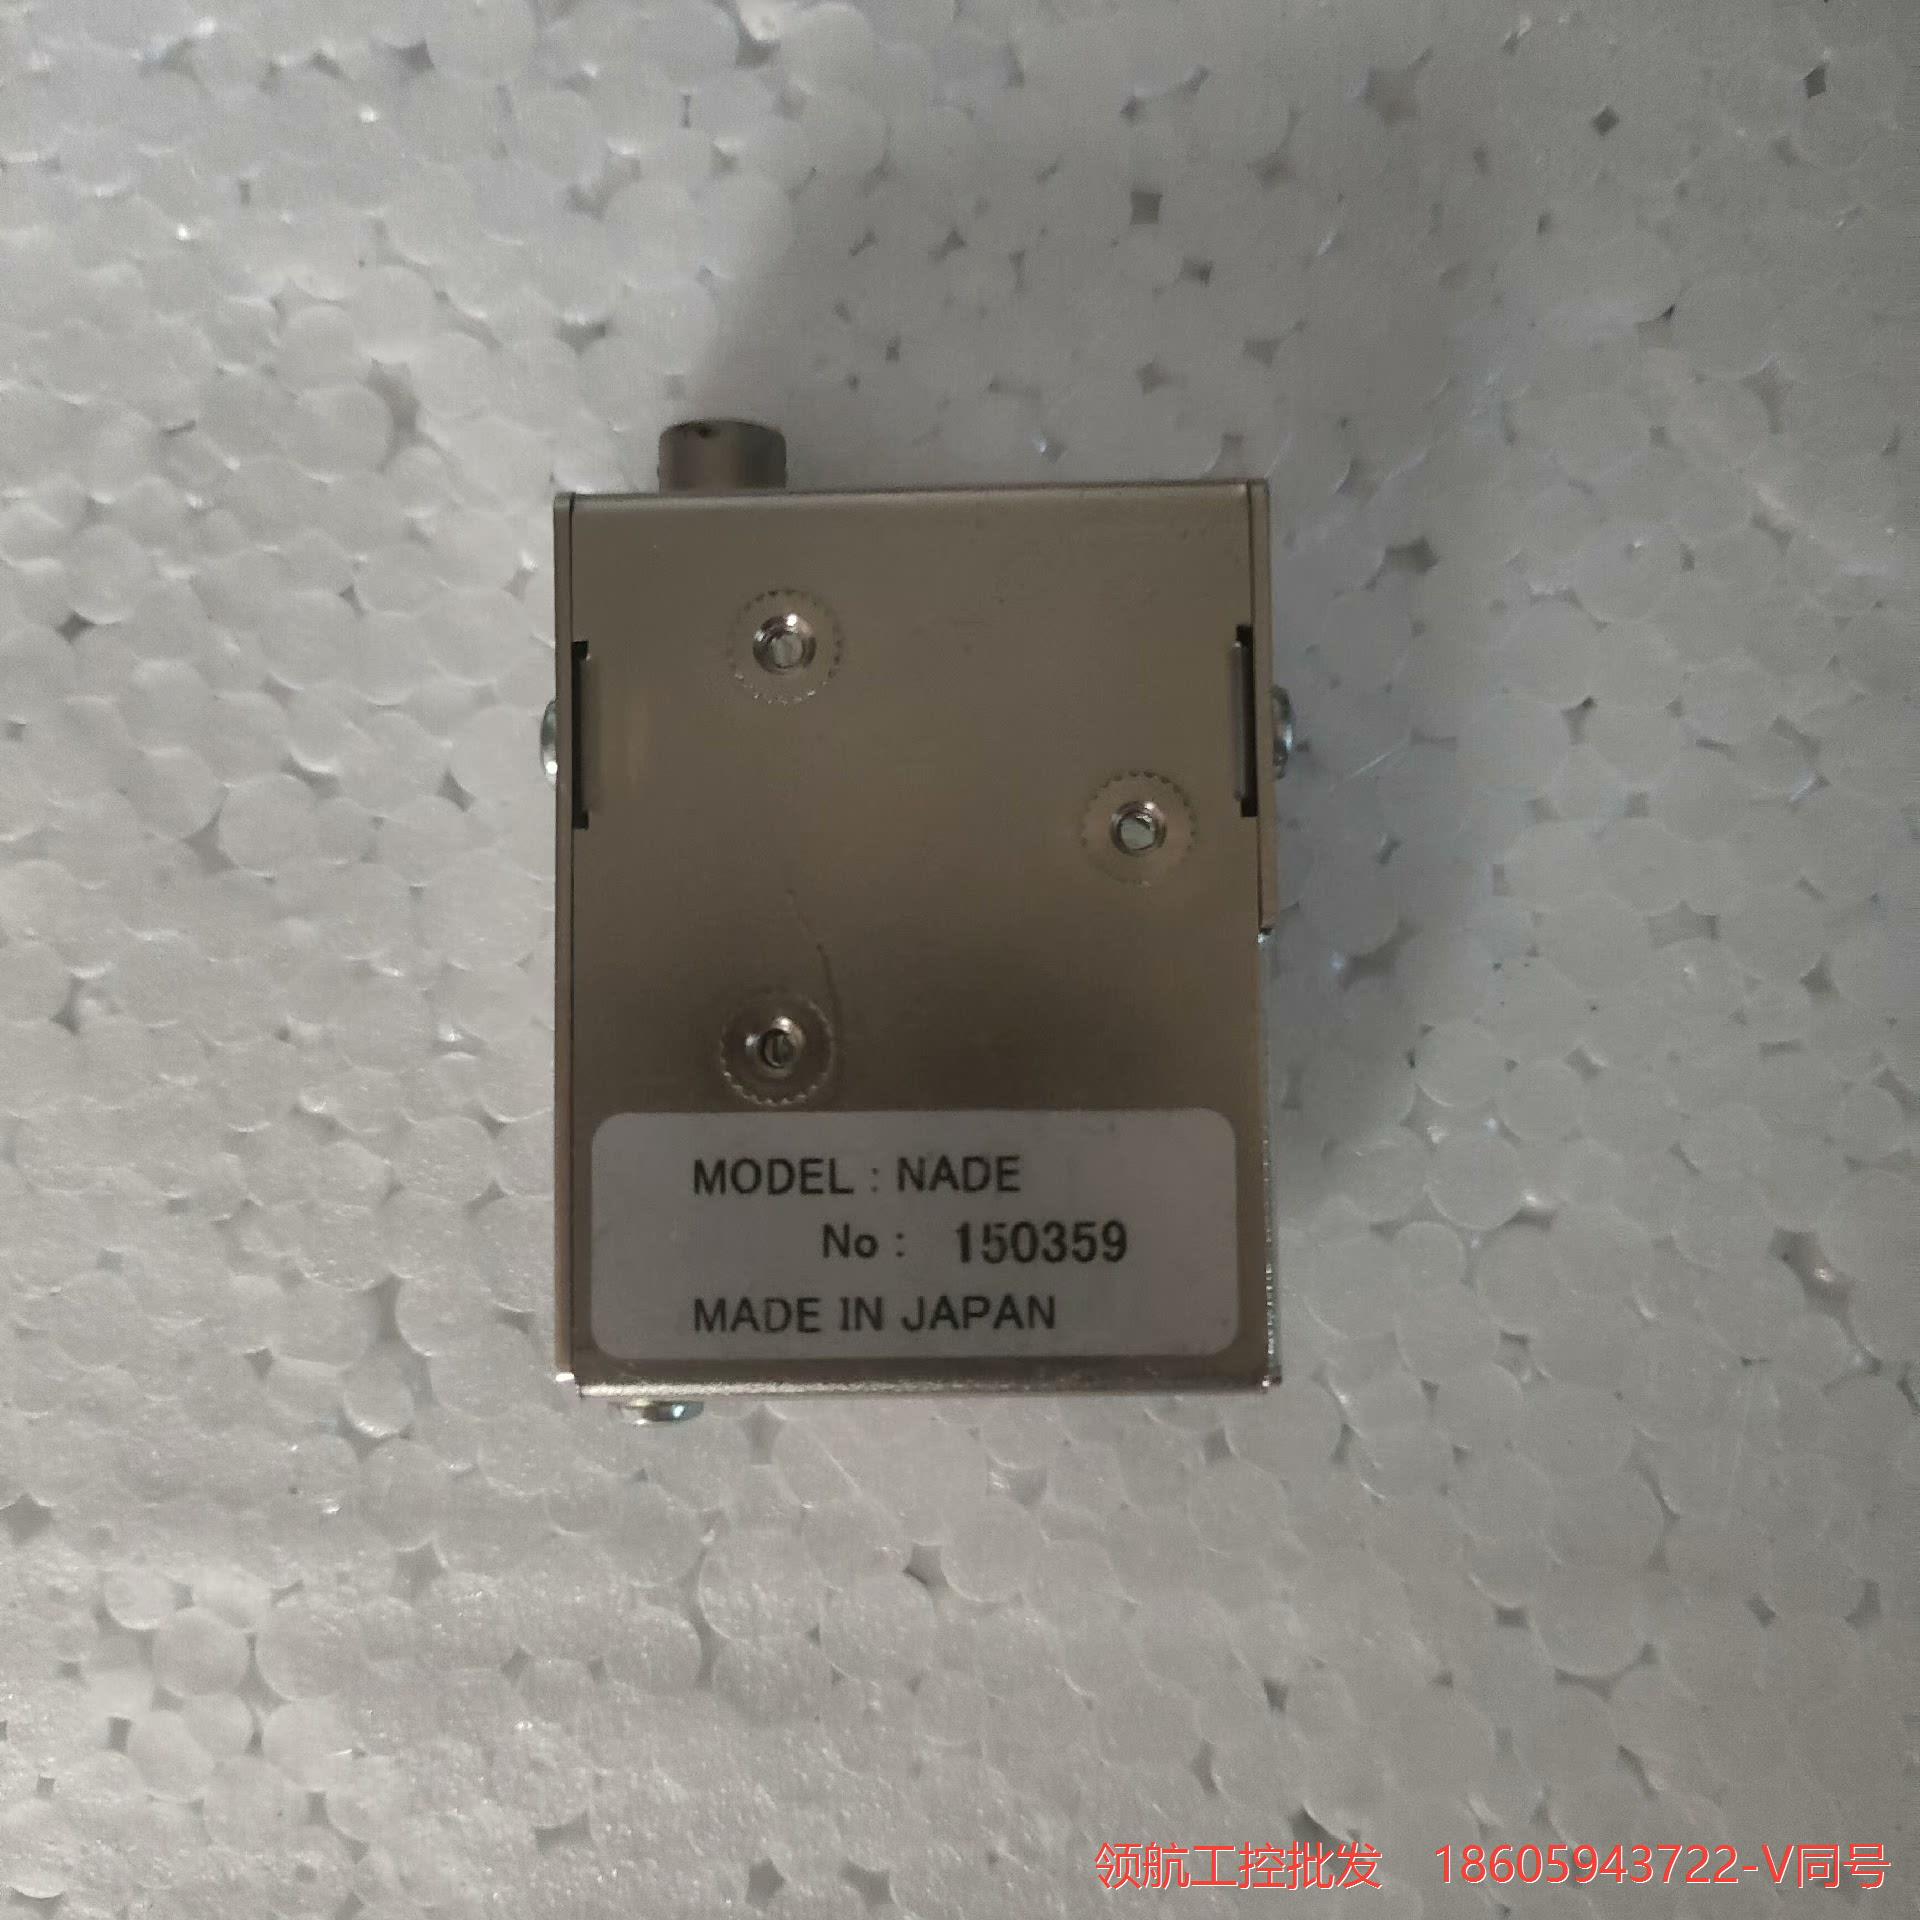 MODEL : NADE
No : 150359
MADE IN JAPAN
领航工控批发 18605943722-V同号